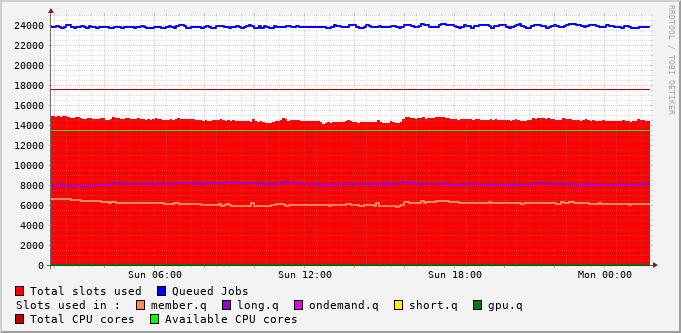 24000
22000
20000
18000
16000
14000
12000
10000
8000
6000
4000
2000
0
Sun 06:00 Sun 12:00 Sun 18:00 Mon 00:00
RRDTOOL / TOBI OETIKER
Total slots used Queued Jobs
Slots used in : member.q long.q ondemand.q short.q gpu.q
Total CPU cores Available CPU cores